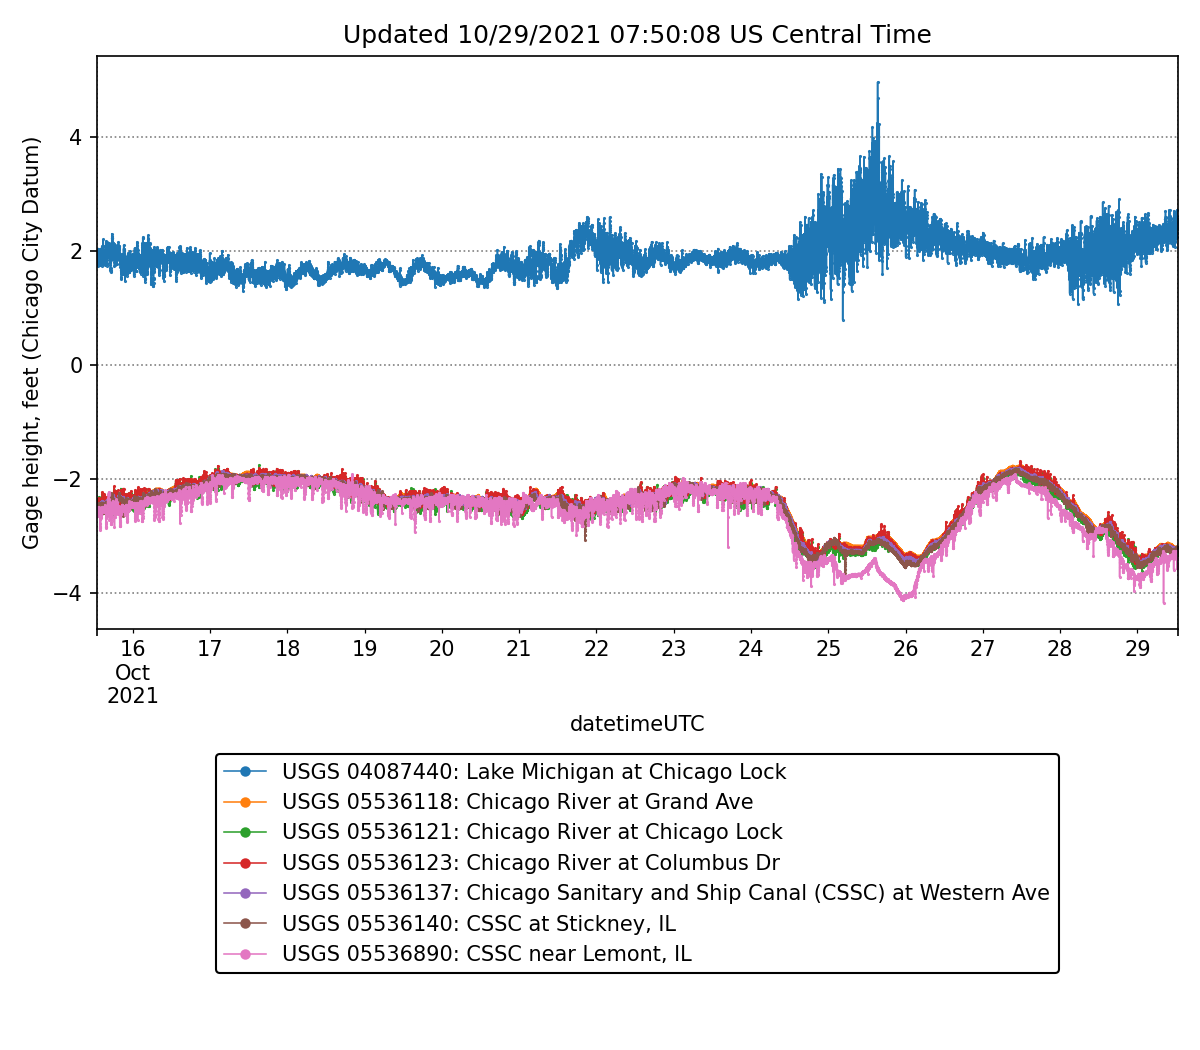 Updated 10/29/2021 07:50:08 US Central Time
Gage height, feet (Chicago City Datum)
4
2
0
−2
−4
16 17 18 19 20 21 22 23 24 25 26 27 28 29
Oct
2021
datetimeUTC
USGS 04087440: Lake Michigan at Chicago Lock
USGS 05536118: Chicago River at Grand Ave
USGS 05536121: Chicago River at Chicago Lock
USGS 05536123: Chicago River at Columbus Dr
USGS 05536137: Chicago Sanitary and Ship Canal (CSSC) at Western Ave
USGS 05536140: CSSC at Stickney, IL
USGS 05536890: CSSC near Lemont, IL